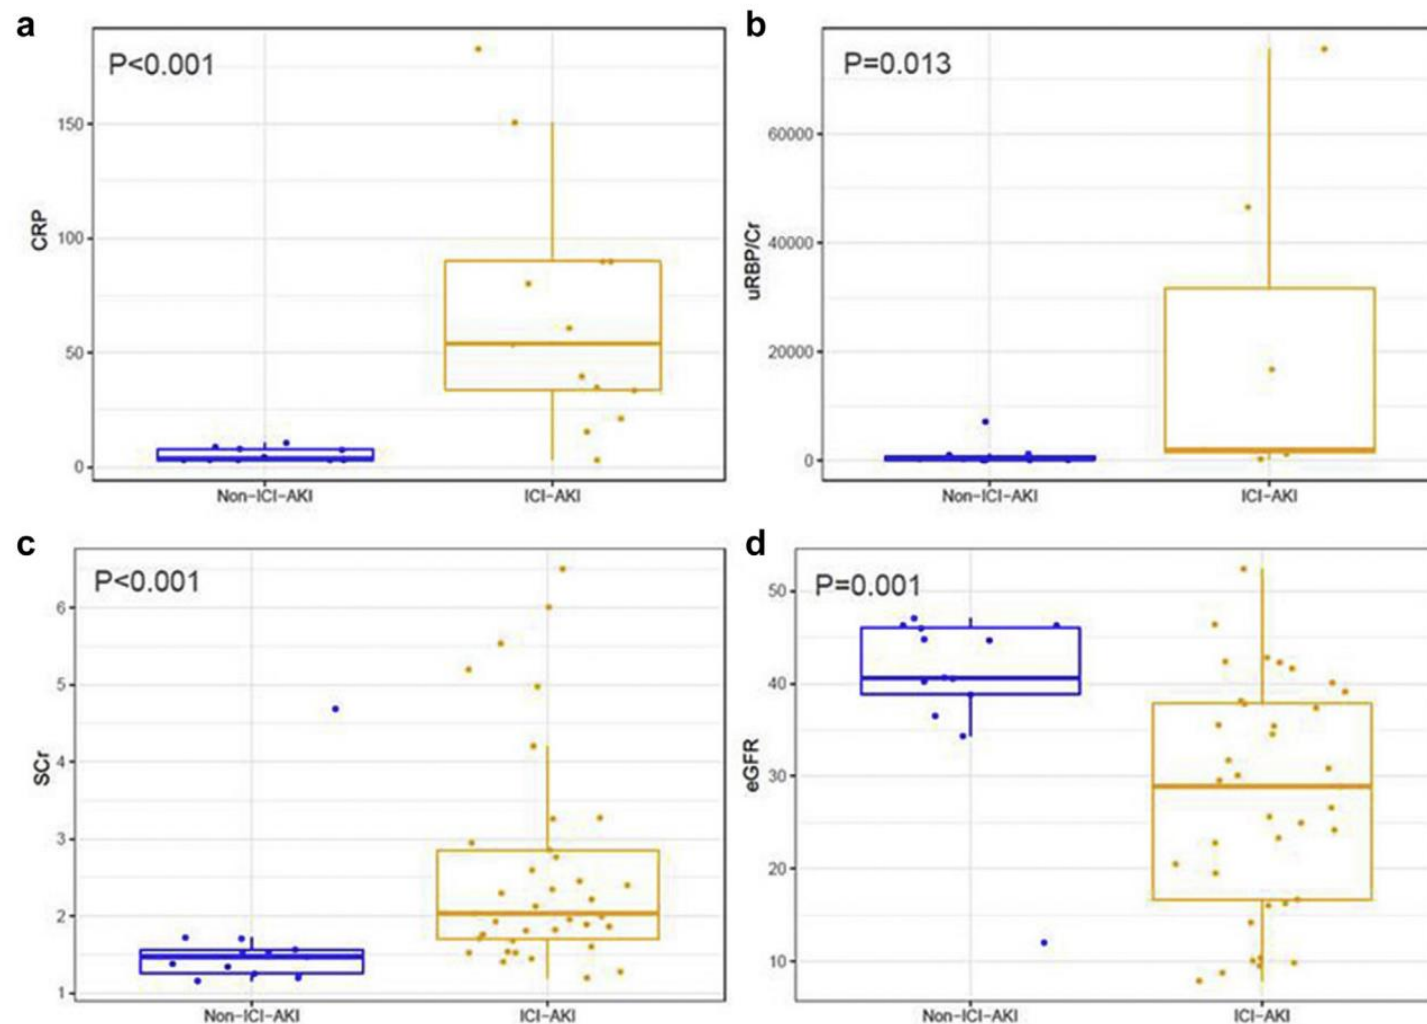 a
P<0.001
CRP
150
100
50
0
Non-ICI-AKI
ICI-AKI
b
P=0.013
uRBP/Cr
60000
40000
20000
0
Non-ICI-AKI
ICI-AKI
c
P<0.001
SCr
6
5
4
3
2
1
Non-ICI-AKI
ICI-AKI
d
P=0.001
eGFR
50
40
30
20
10
Non-ICI-AKI
ICI-AKI